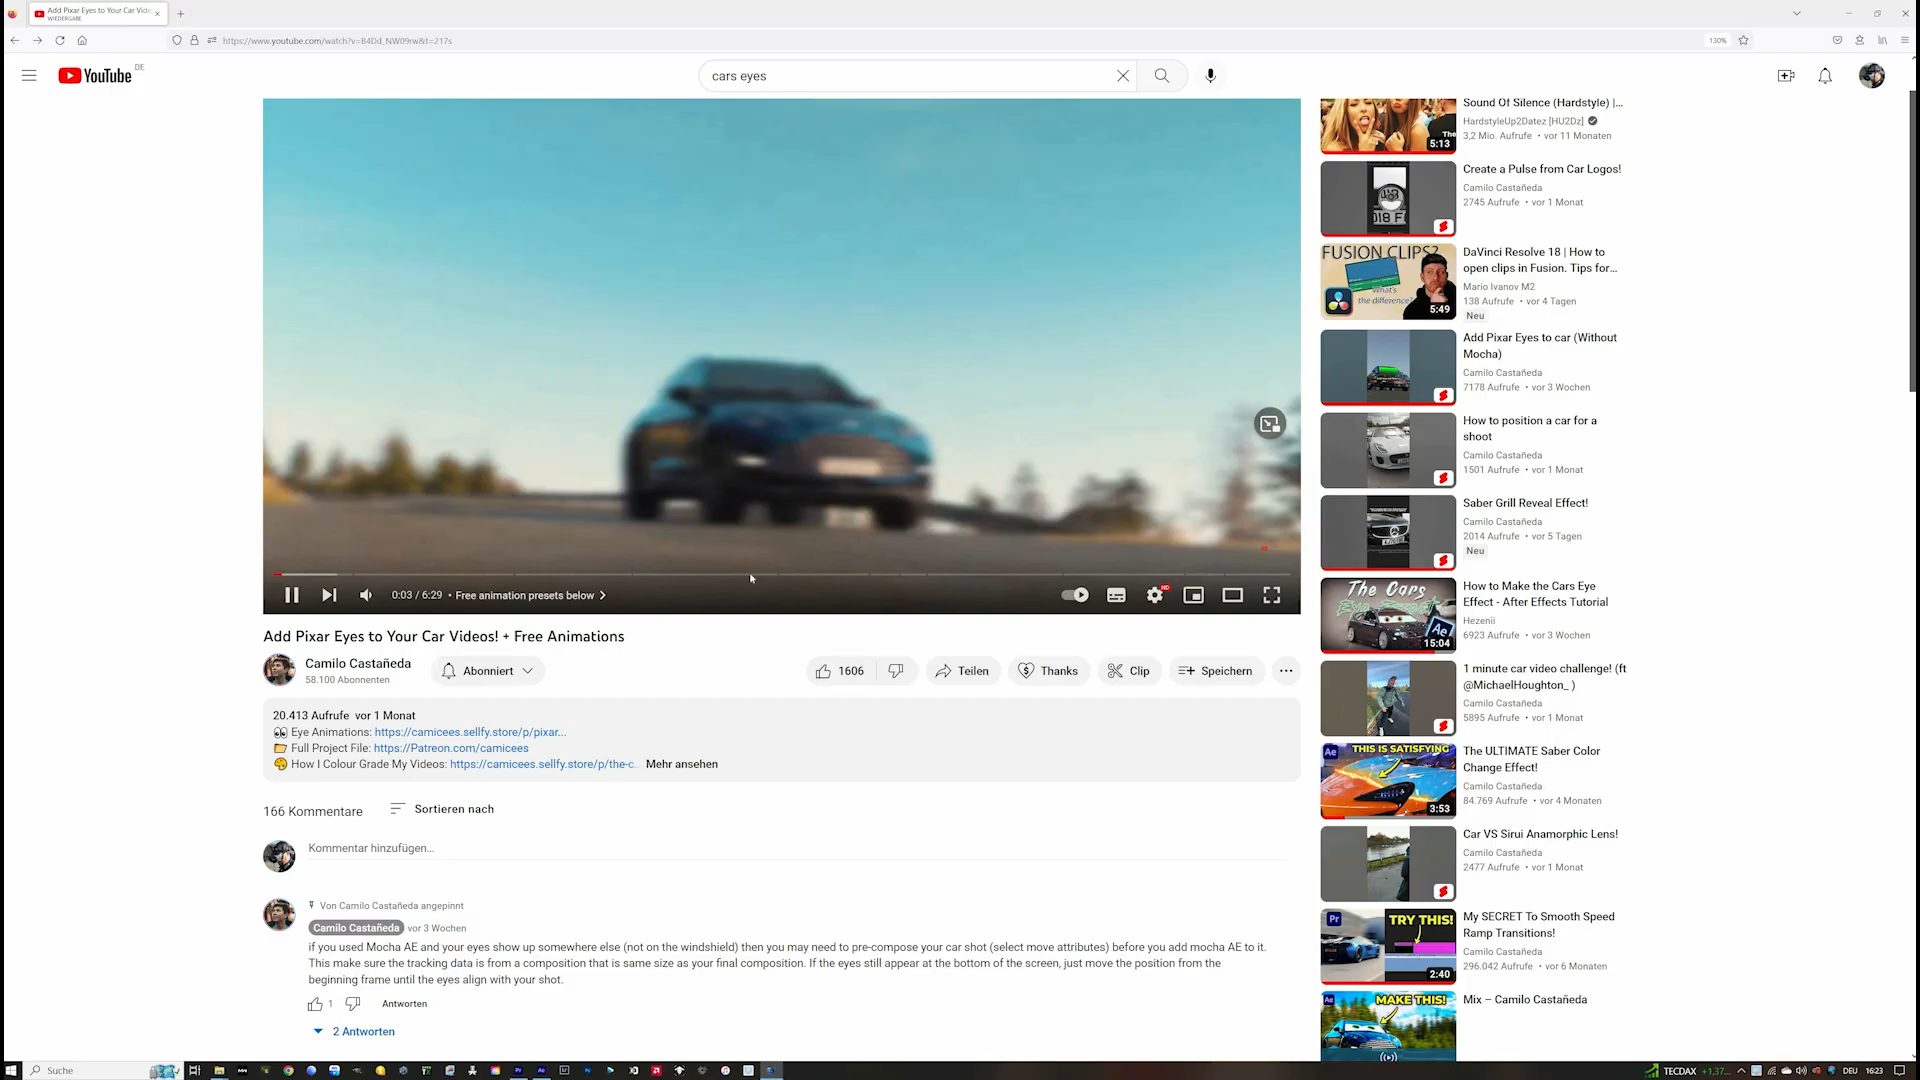 Add Pixar Eyes to Your Car Vide
WIEDERGABE
https://www.youtube.com/watch?v=B4Dd_NW09rw&t=217s
130%
YouTube
DE
cars eyes
0:03 / 6:29 • Free animation presets below
HD
Add Pixar Eyes to Your Car Videos! + Free Animations
Camilo Castañeda
58.100 Abonnenten
Abonniert
1606
Teilen
Thanks
Clip
Speichern
20.413 Aufrufe vor 1 Monat
Eye Animations: https://camicees.sellfy.store/p/pixar...
Full Project File: https://Patreon.com/camicees
How I Colour Grade My Videos: https://camicees.sellfy.store/p/the-c.. Mehr ansehen
166 Kommentare
Sortieren nach
Kommentar hinzufügen...
Von Camilo Castañeda angepinnt
Camilo Castañeda vor 3 Wochen
if you used Mocha AE and your eyes show up somewhere else (not on the windshield) then you may need to pre-compose your car shot (select move attributes) before you add mocha AE to it.
This make sure the tracking data is from a composition that is same size as your final composition. If the eyes still appear at the bottom of the screen, just move the position from the
beginning frame until the eyes align with your shot.
1
Antworten
2 Antworten
The
5:13
Sound Of Silence (Hardstyle) |...
HardstyleUp2Datez [HU2Dz]
3,2 Mio. Aufrufe • vor 11 Monaten
Create a Pulse from Car Logos!
Camilo Castañeda
2745 Aufrufe • vor 1 Monat
FUSION CLIPS?
What's
the difference?
5:49
DaVinci Resolve 18 | How to
open clips in Fusion. Tips for...
Mario Ivanov M2
138 Aufrufe • vor 4 Tagen
Neu
Add Pixar Eyes to car (Without
Mocha)
Camilo Castañeda
7178 Aufrufe • vor 3 Wochen
How to position a car for a
shoot
Camilo Castañeda
1501 Aufrufe • vor 1 Monat
Saber Grill Reveal Effect!
Camilo Castañeda
2014 Aufrufe • vor 5 Tagen
Neu
The Cars
Ae
15:04
How to Make the Cars Eye
Effect - After Effects Tutorial
Hezenii
6923 Aufrufe • vor 3 Wochen
1 minute car video challenge! (ft
@MichaelHoughton_ )
Camilo Castañeda
5895 Aufrufe • vor 1 Monat
Ae
THIS IS SATISFYING
3:53
The ULTIMATE Saber Color
Change Effect!
Camilo Castañeda
84.769 Aufrufe • vor 4 Monaten
Car VS Sirui Anamorphic Lens!
Camilo Castañeda
2477 Aufrufe • vor 1 Monat
Pr
TRY THIS!
2:40
My SECRET To Smooth Speed
Ramp Transitions!
Camilo Castañeda
296.042 Aufrufe • vor 6 Monaten
Ae
MAKE THIS!
Mix – Camilo Castañeda
Suche
TECDAX
+1,37...
DEU
16:23